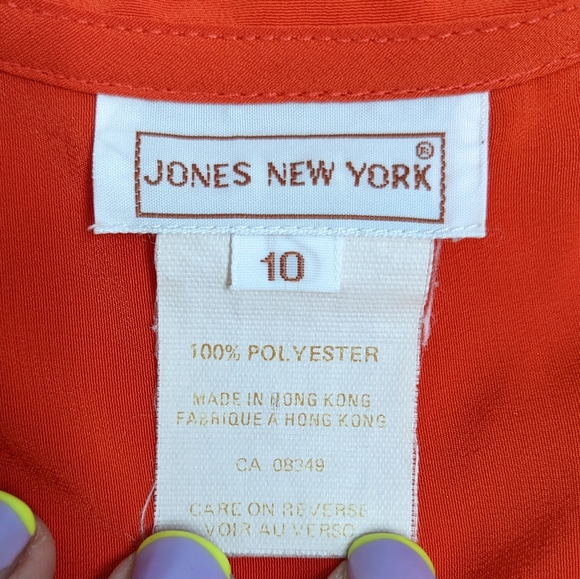 JONES NEW YORK®
10
100% POLYESTER
MADE IN HONG KONG
FABRIQUE A HONG KONG
CA 08349
CARE ON REVERSE
VOIR AU VERSO